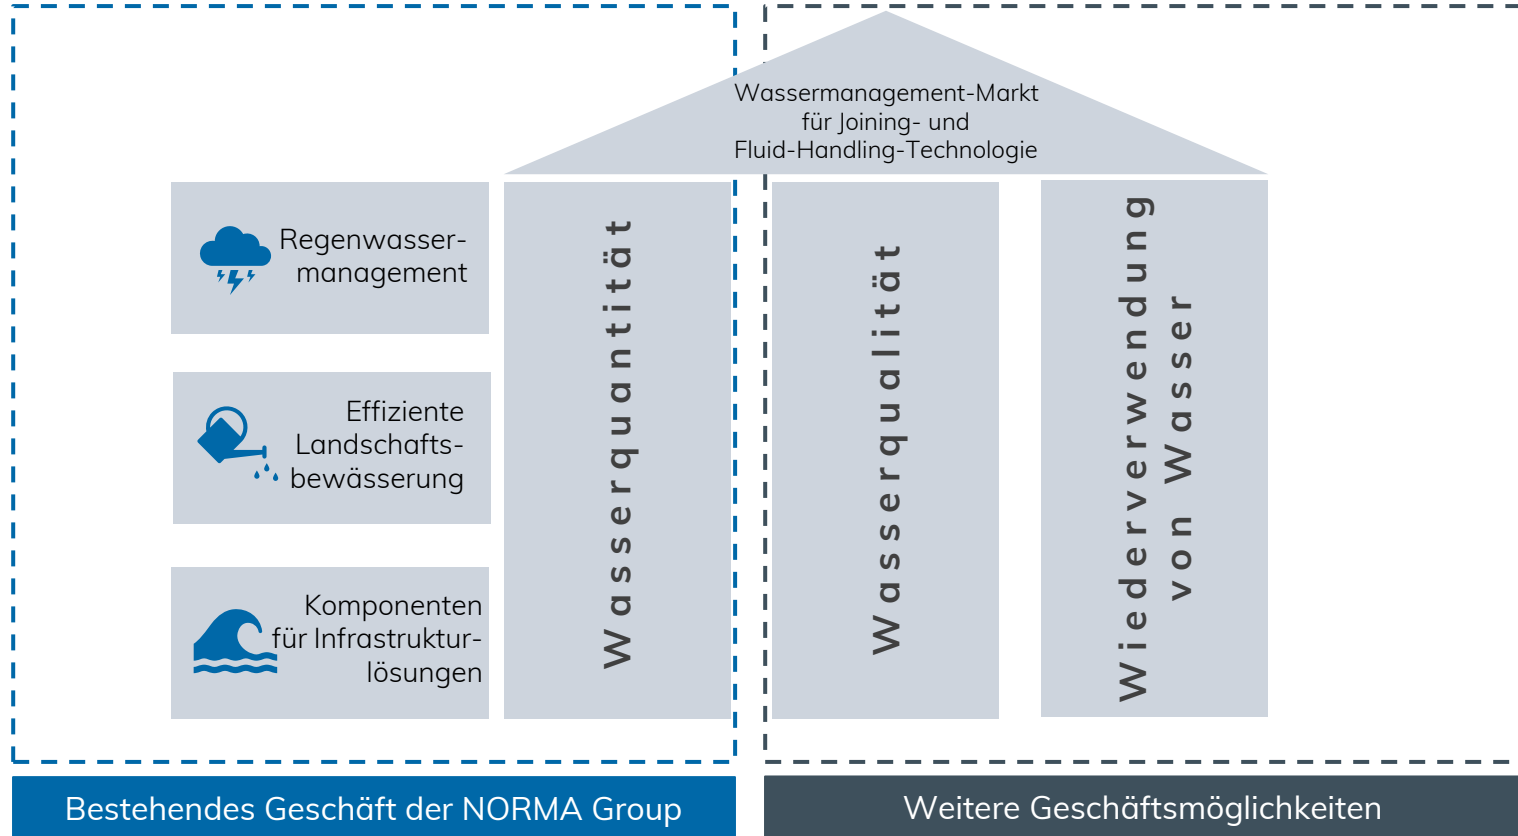 Wassermanagement-Markt
für Joining- und
Fluid-Handling-Technologie
Regenwasser-
management
Effiziente
Landschafts-
bewässerung
Komponenten
für Infrastruktur-
lösungen
Wasserquantität
Wasserqualität
Wiederverwendung
von Wasser
Bestehendes Geschäft der NORMA Group
Weitere Geschäftsmöglichkeiten